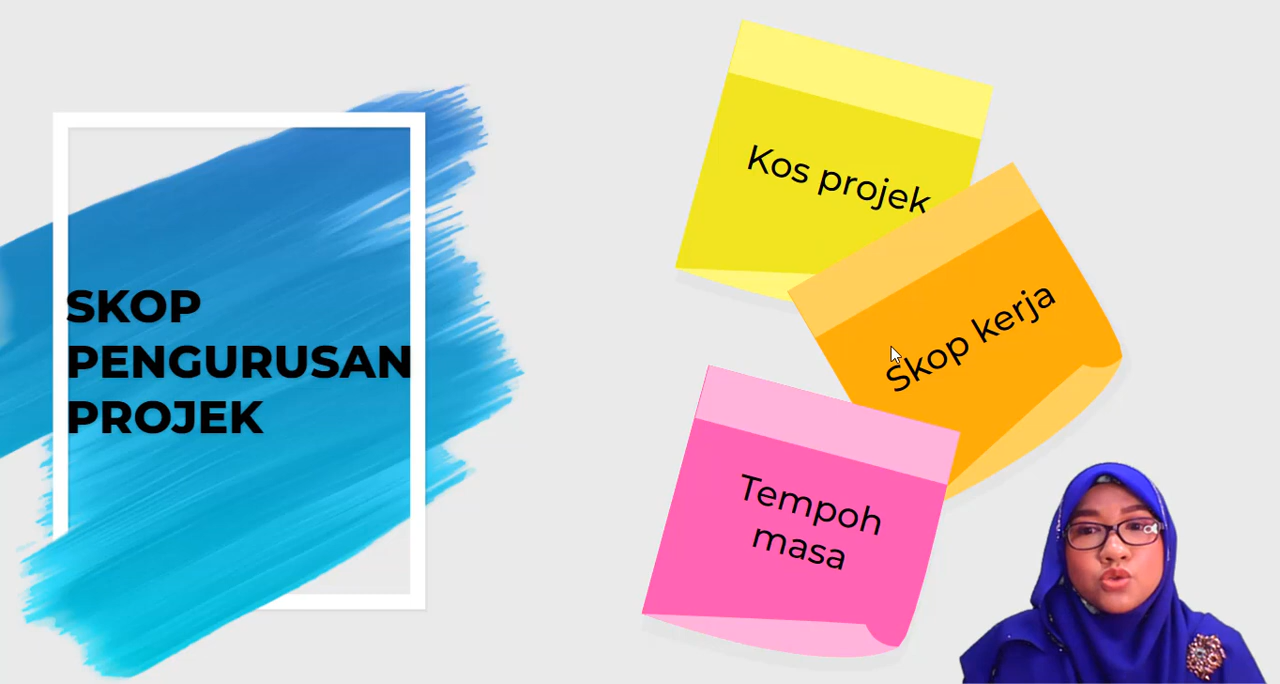 SKOP
PENGURUSAN
PROJEK
Kos projek
Skop kerja
Tempoh
masa